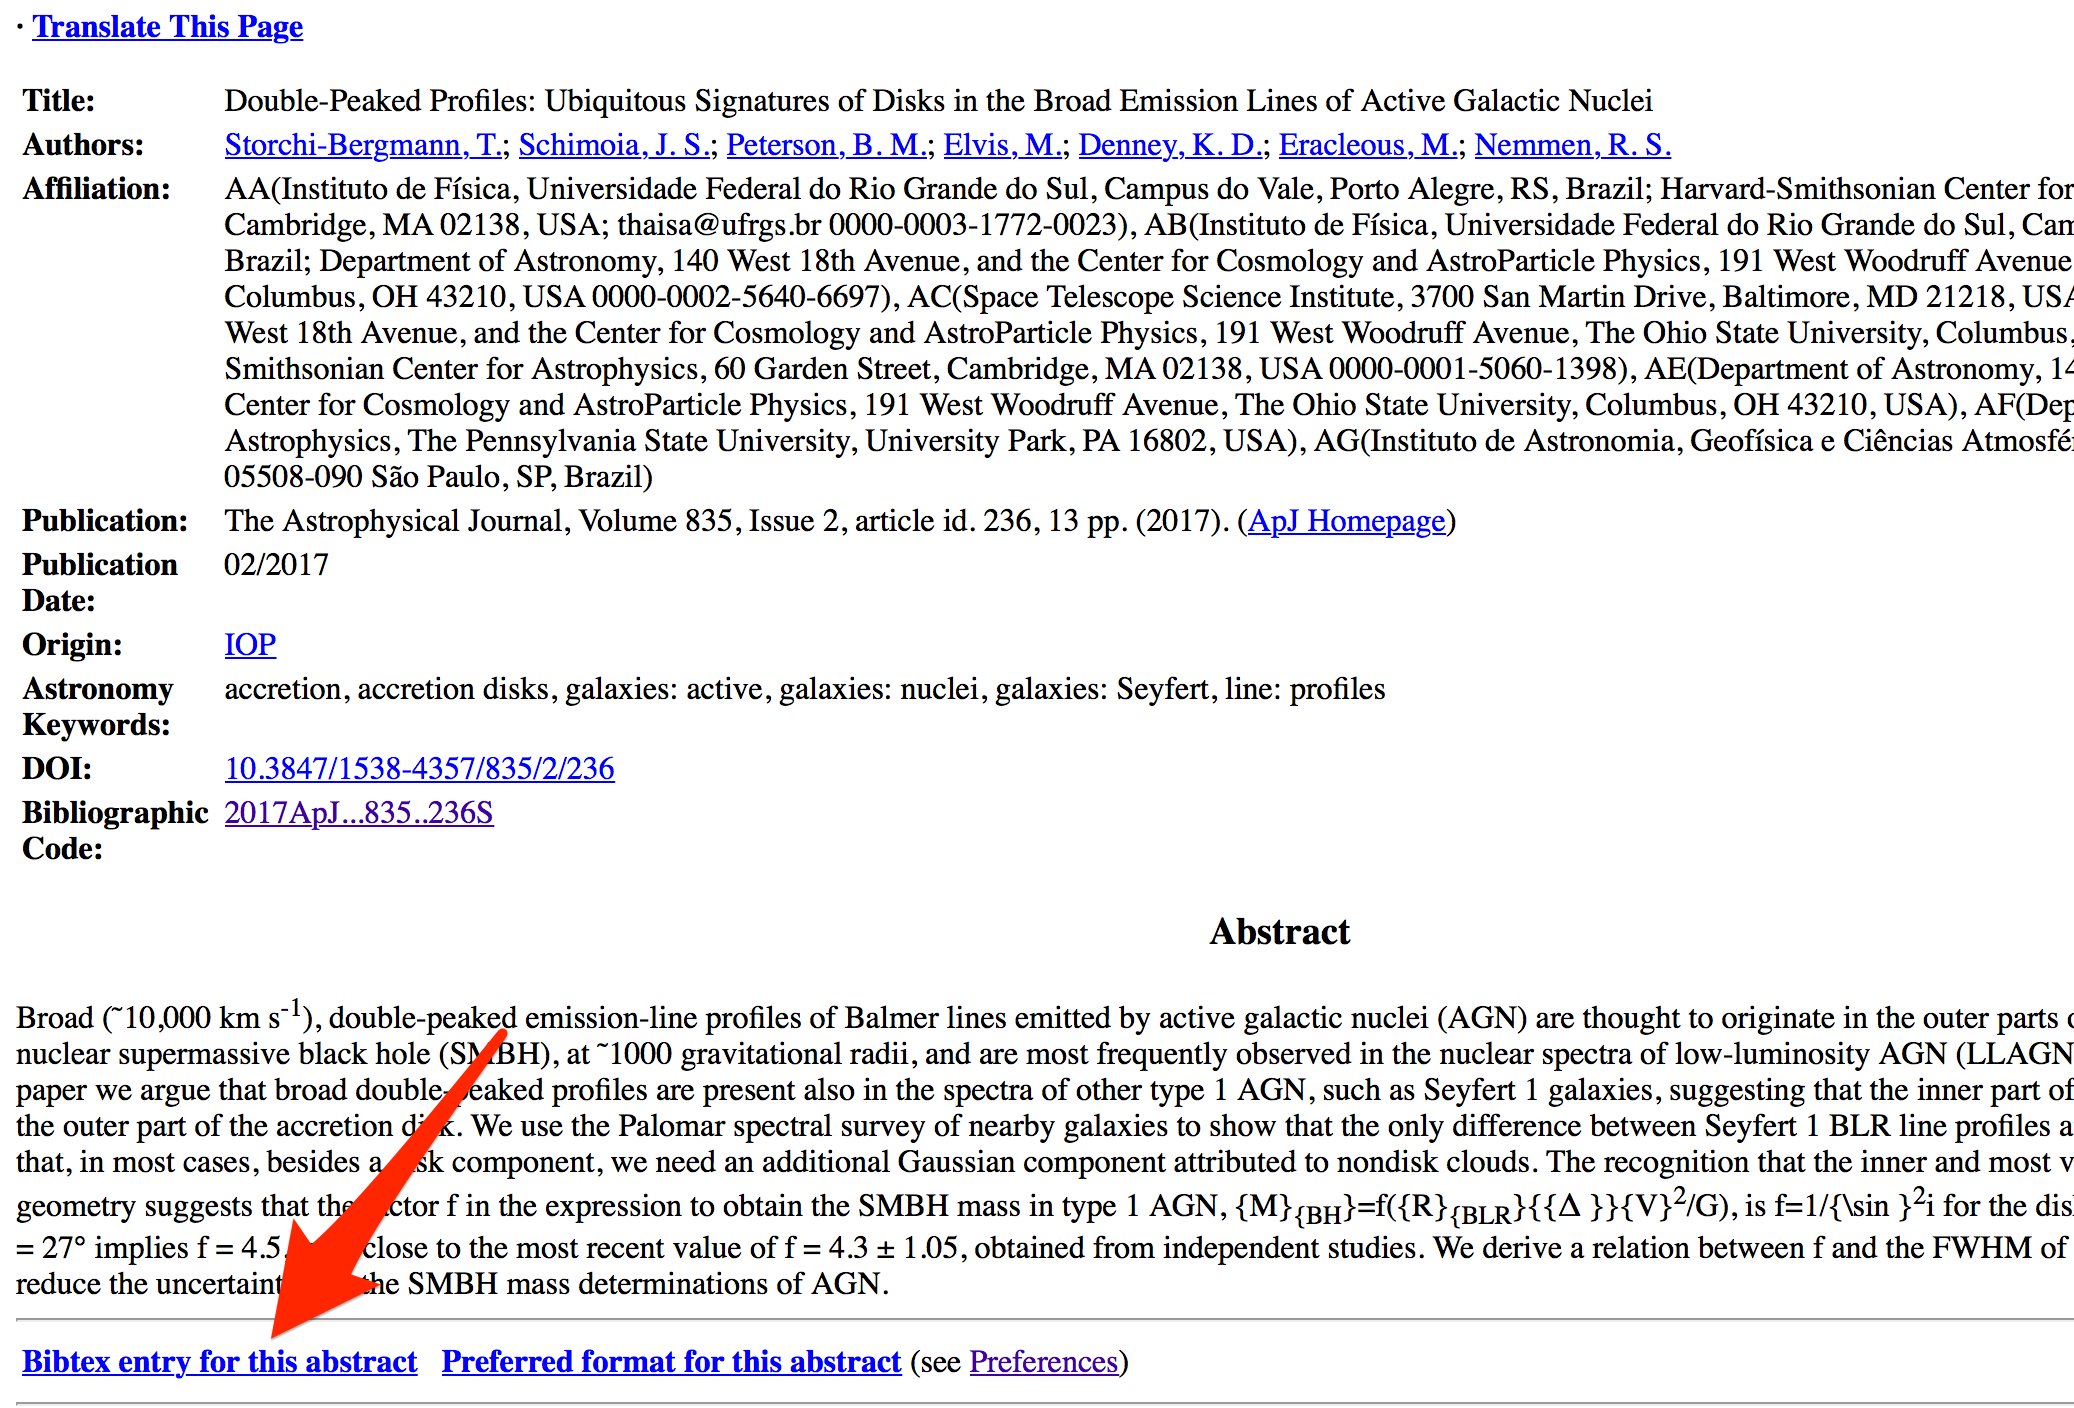 · Translate This Page
Title: Double-Peaked Profiles: Ubiquitous Signatures of Disks in the Broad Emission Lines of Active Galactic Nuclei
Authors: Storchi-Bergmann, T.; Schimoia, J. S.; Peterson, B. M.; Elvis, M.; Denney, K. D.; Eracleous, M.; Nemmen, R. S.
Affiliation: AA(Instituto de Física, Universidade Federal do Rio Grande do Sul, Campus do Vale, Porto Alegre, RS, Brazil; Harvard-Smithsonian Center for
Cambridge, MA 02138, USA; thaisa@ufrgs.br 0000-0003-1772-0023), AB(Instituto de Física, Universidade Federal do Rio Grande do Sul, Cam
Brazil; Department of Astronomy, 140 West 18th Avenue, and the Center for Cosmology and AstroParticle Physics, 191 West Woodruff Avenue
Columbus, OH 43210, USA 0000-0002-5640-6697), AC(Space Telescope Science Institute, 3700 San Martin Drive, Baltimore, MD 21218, USA
West 18th Avenue, and the Center for Cosmology and AstroParticle Physics, 191 West Woodruff Avenue, The Ohio State University, Columbus,
Smithsonian Center for Astrophysics, 60 Garden Street, Cambridge, MA 02138, USA 0000-0001-5060-1398), AE(Department of Astronomy, 14
Center for Cosmology and AstroParticle Physics, 191 West Woodruff Avenue, The Ohio State University, Columbus, OH 43210, USA), AF(Dep
Astrophysics, The Pennsylvania State University, University Park, PA 16802, USA), AG(Instituto de Astronomia, Geofísica e Ciências Atmosfé
05508-090 São Paulo, SP, Brazil)
Publication: The Astrophysical Journal, Volume 835, Issue 2, article id. 236, 13 pp. (2017). (ApJ Homepage)
Publication 02/2017
Date:
Origin: IOP
Astronomy accretion, accretion disks, galaxies: active, galaxies: nuclei, galaxies: Seyfert, line: profiles
Keywords:
DOI: 10.3847/1538-4357/835/2/236
Bibliographic 2017ApJ...835..236S
Code:
Abstract
Broad (~10,000 km s-1), double-peaked emission-line profiles of Balmer lines emitted by active galactic nuclei (AGN) are thought to originate in the outer parts
nuclear supermassive black hole (SMBH), at ~1000 gravitational radii, and are most frequently observed in the nuclear spectra of low-luminosity AGN (LLAGN
paper we argue that broad double-peaked profiles are present also in the spectra of other type 1 AGN, such as Seyfert 1 galaxies, suggesting that the inner part of
the outer part of the accretion disk. We use the Palomar spectral survey of nearby galaxies to show that the only difference between Seyfert 1 BLR line profiles a
that, in most cases, besides a disk component, we need an additional Gaussian component attributed to nondisk clouds. The recognition that the inner and most v
geometry suggests that the factor f in the expression to obtain the SMBH mass in type 1 AGN, {M}{BH}=f({R}{BLR}{{Δ }}{V}2/G), is f=1/{\sin }2i for the dis
= 27° implies f = 4.5, close to the most recent value of f = 4.3 ± 1.05, obtained from independent studies. We derive a relation between f and the FWHM of
reduce the the SMBH mass determinations of AGN.
Bibtex entry for this abstract Preferred format for this abstract (see Preferences)